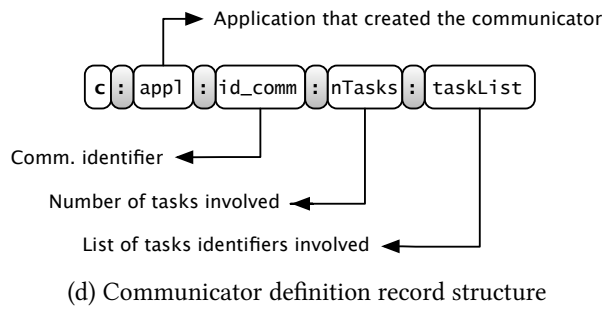 Application that created the communicator
c:appl:id_comm:nTasks:taskList
Comm. identifier
Number of tasks involved
List of tasks identifiers involved
(d) Communicator definition record structure